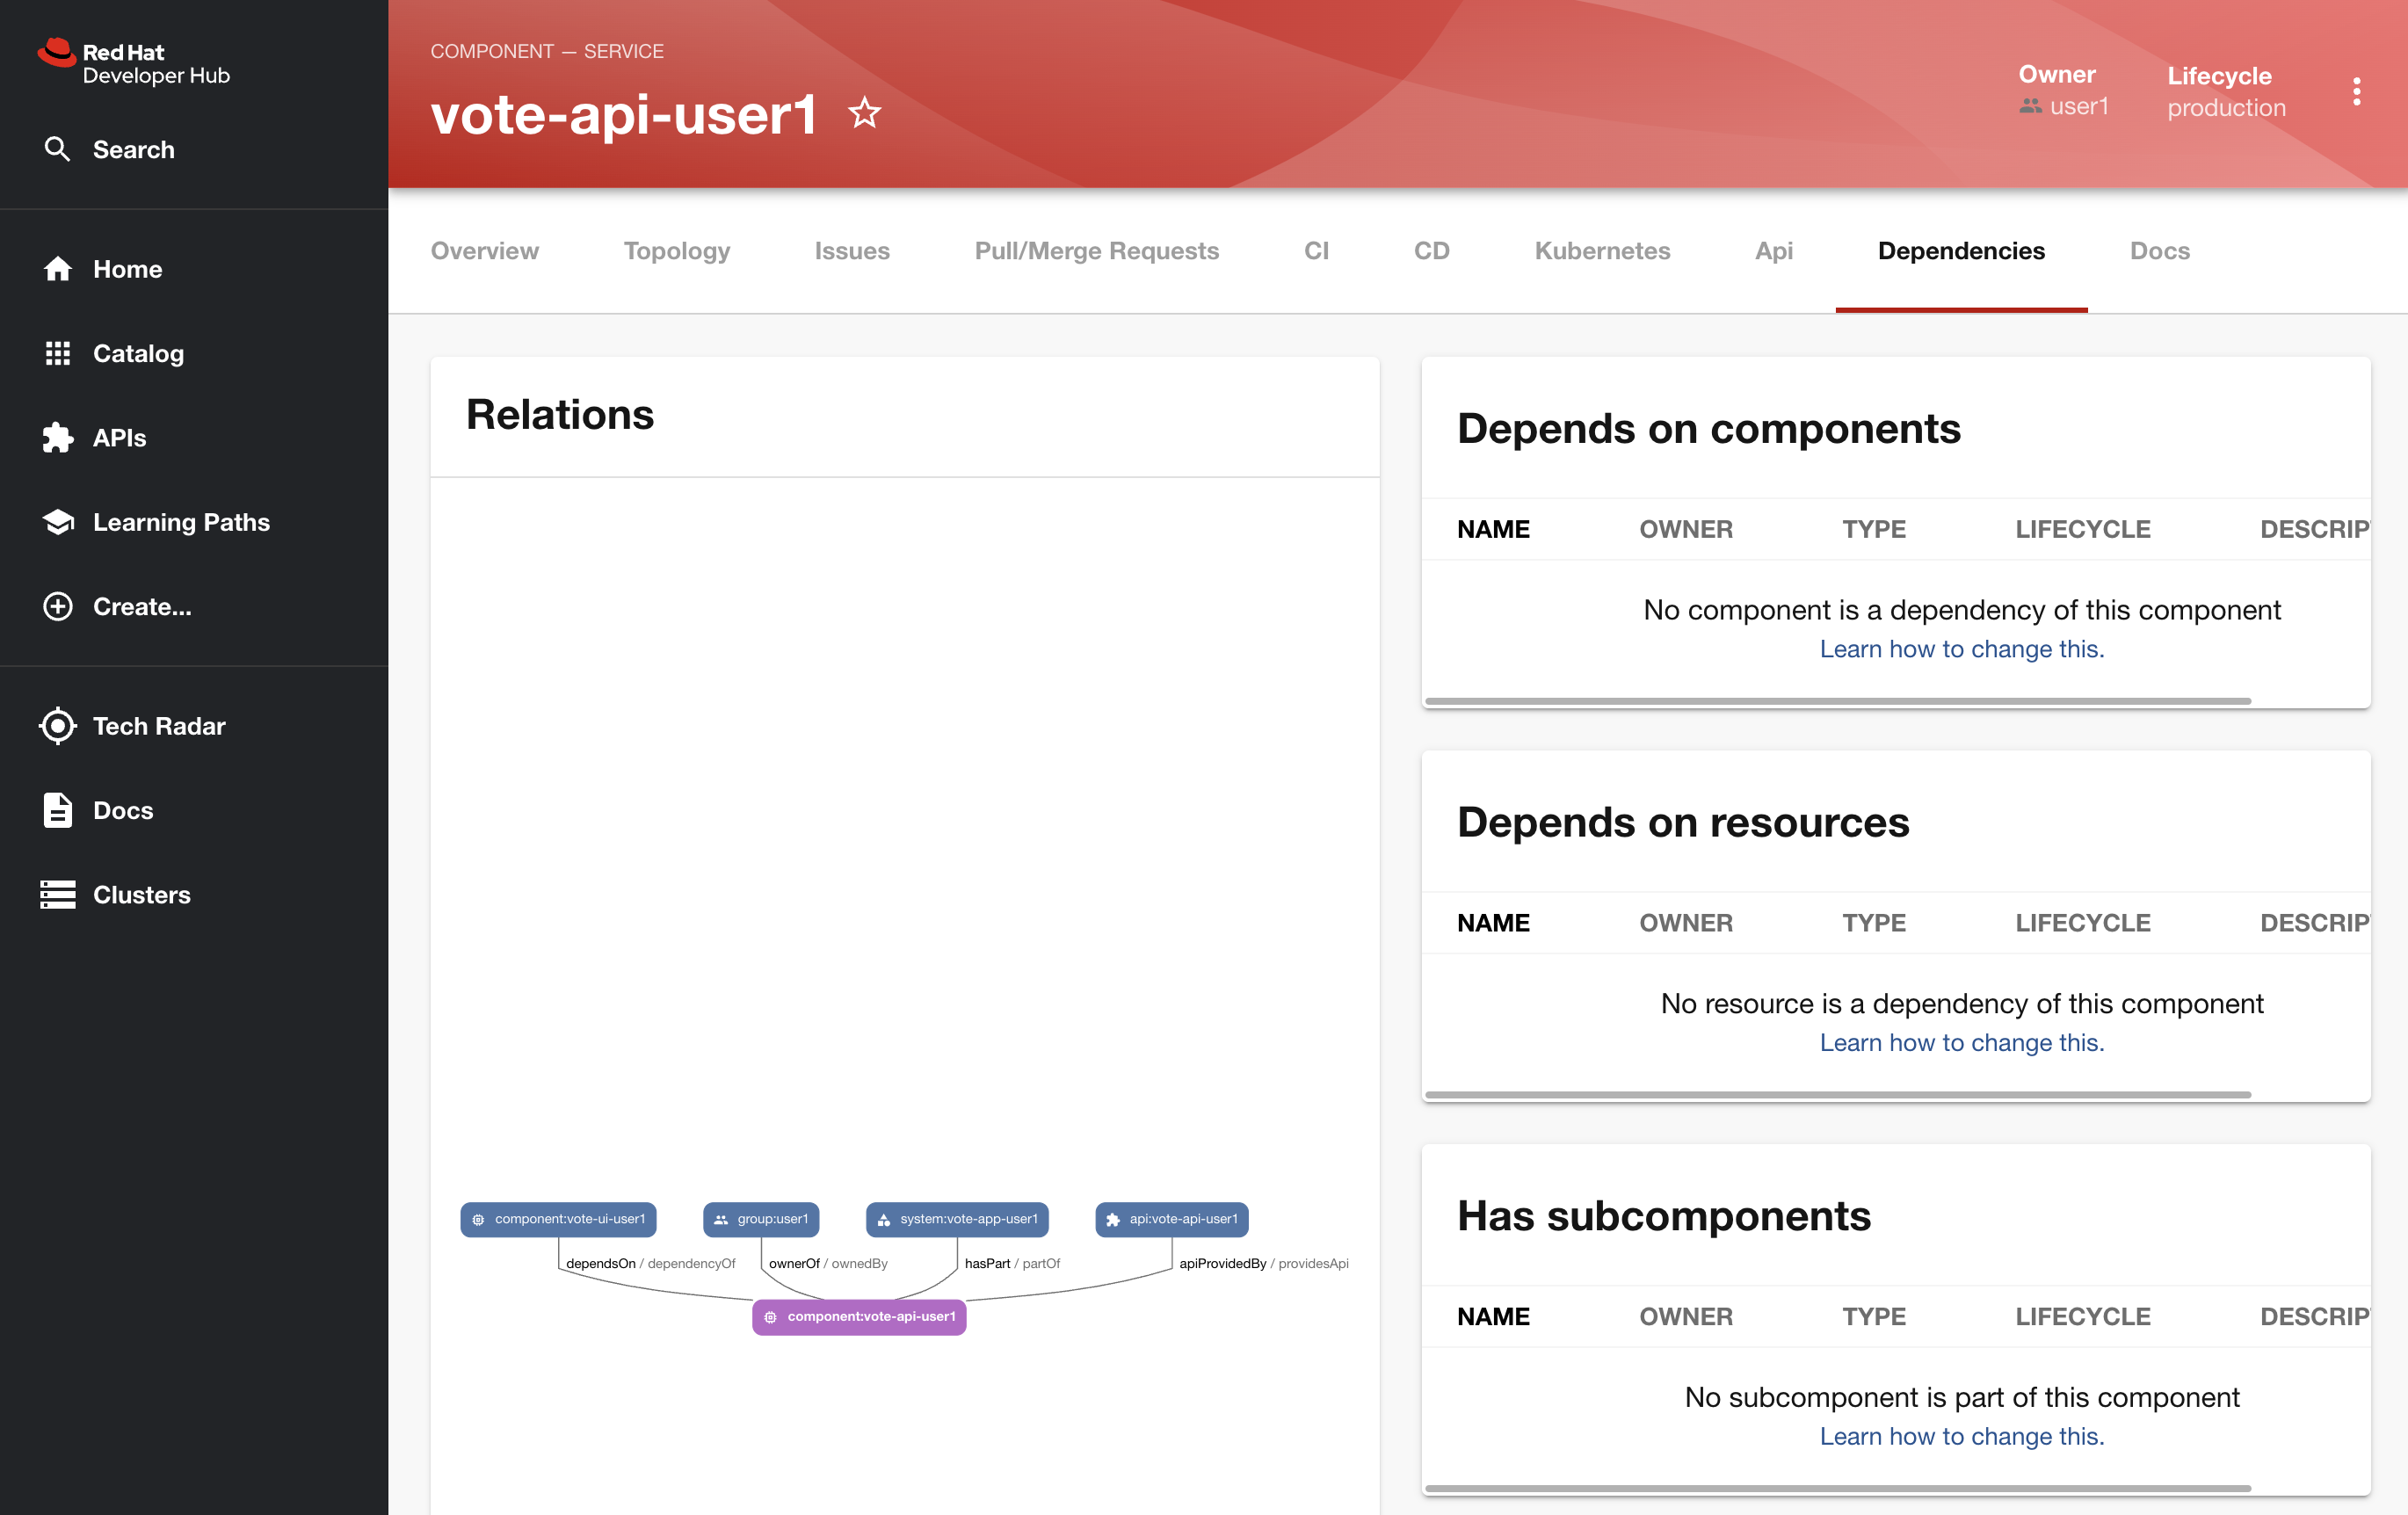 Red Hat
Developer Hub
Search
Home
Catalog
APIs
Learning Paths
Create...
Tech Radar
Docs
Clusters
COMPONENT — SERVICE
vote-api-user1
Owner
user1
Lifecycle
production
Overview Topology Issues Pull/Merge Requests CI CD Kubernetes Api Dependencies Docs
Relations
component:vote-ui-user1 group:user1 system:vote-app-user1 api:vote-api-user1
dependsOn / dependencyOf ownerOf / ownedBy hasPart / partOf apiProvidedBy / providesApi
component:vote-api-user1
Depends on components
NAME OWNER TYPE LIFECYCLE DESCRIP
No component is a dependency of this component
Learn how to change this.
Depends on resources
NAME OWNER TYPE LIFECYCLE DESCRIP
No resource is a dependency of this component
Learn how to change this.
Has subcomponents
NAME OWNER TYPE LIFECYCLE DESCRIP
No subcomponent is part of this component
Learn how to change this.